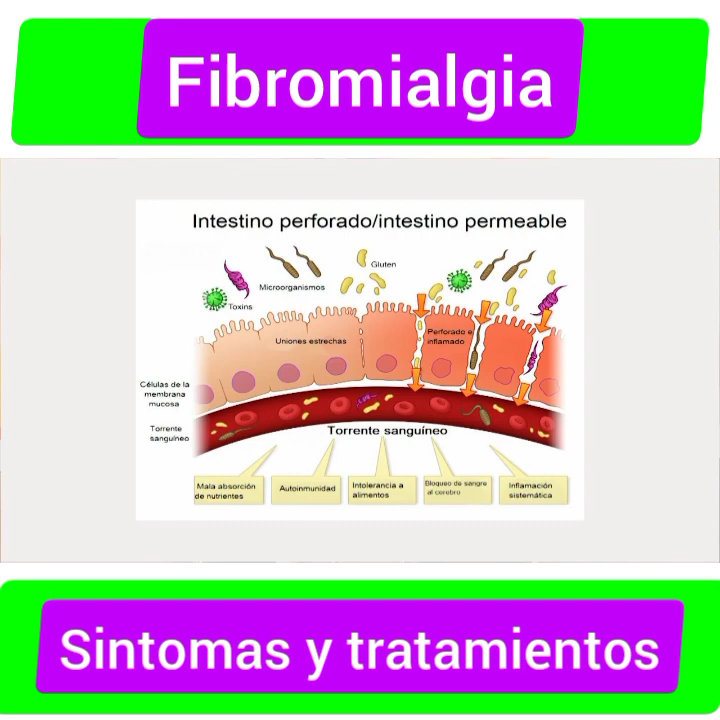 Fibromialgia
Intestino perforado/intestino permeable
Gluten
Microorganismos
Toxins
Uniones estrechas
Perforado e
inflamado
Células de la
membrana
mucosa
Torrente
sanguíneo
Torrente sanguíneo
Mala absorción
de nutrientes
Autoinmunidad
Intolerancia a
alimentos
Bloqueo de sangre
al cerebro
Inflamación
sistemática
Sintomas y tratamientos